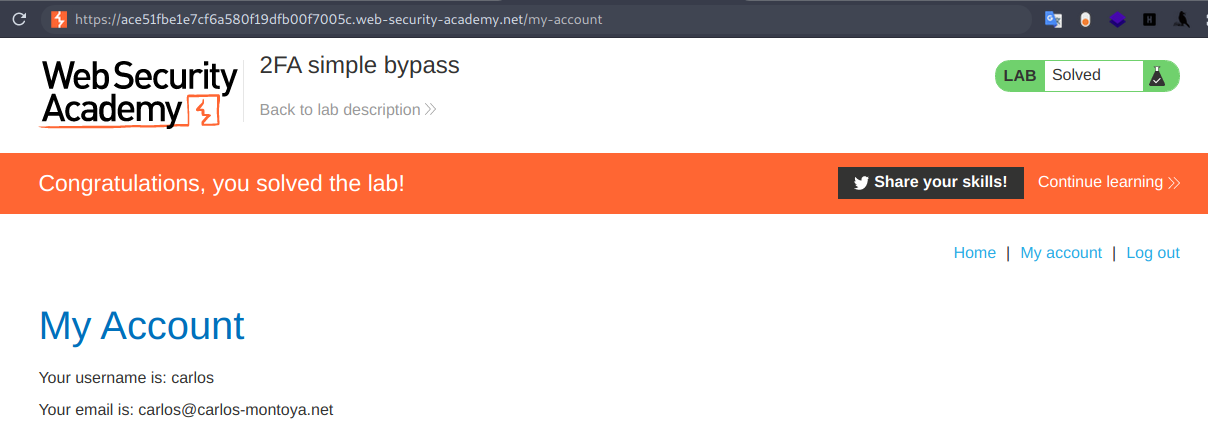 https://ace51fbe1e7cf6a580f19dfb00f7005c.web-security-academy.net/my-account
Web Security
Academy
2FA simple bypass
Back to lab description
LAB Solved
Congratulations, you solved the lab!
Share your skills!
Continue learning
Home | My account | Log out
My Account
Your username is: carlos
Your email is: carlos@carlos-montoya.net